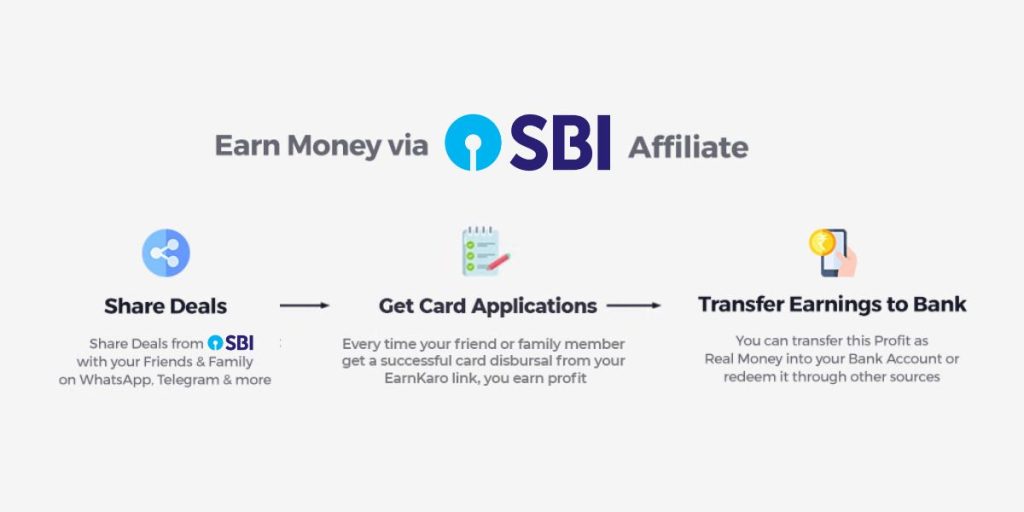 Earn Money via SBI Affiliate
Share Deals
Share Deals from SBI
with your Friends & Family
on WhatsApp, Telegram & more
Get Card Applications
Every time your friend or family member
get a successful card disbursal from your
EarnKaro link, you earn profit
Transfer Earnings to Bank
You can transfer this Profit as
Real Money into your Bank Account or
redeem it through other sources